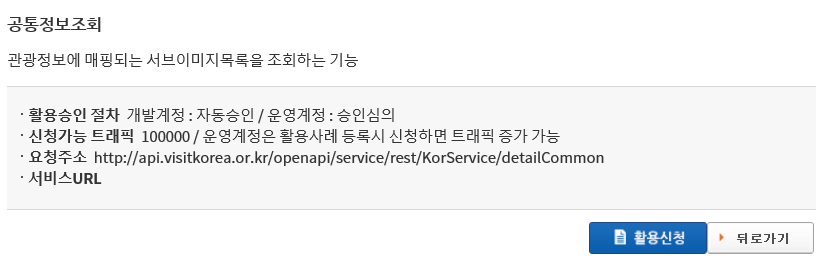 공통정보조회
관광정보에 매핑되는 서브이미지목록을 조회하는 기능
· 활용승인 절차 개발계정 : 자동승인 / 운영계정 : 승인심의
· 신청가능 트래픽 100000 / 운영계정은 활용사례 등록시 신청하면 트래픽 증가 가능
· 요청주소 http://api.visitkorea.or.kr/openapi/service/rest/KorService/detailCommon
· 서비스URL
활용신청 뒤로가기